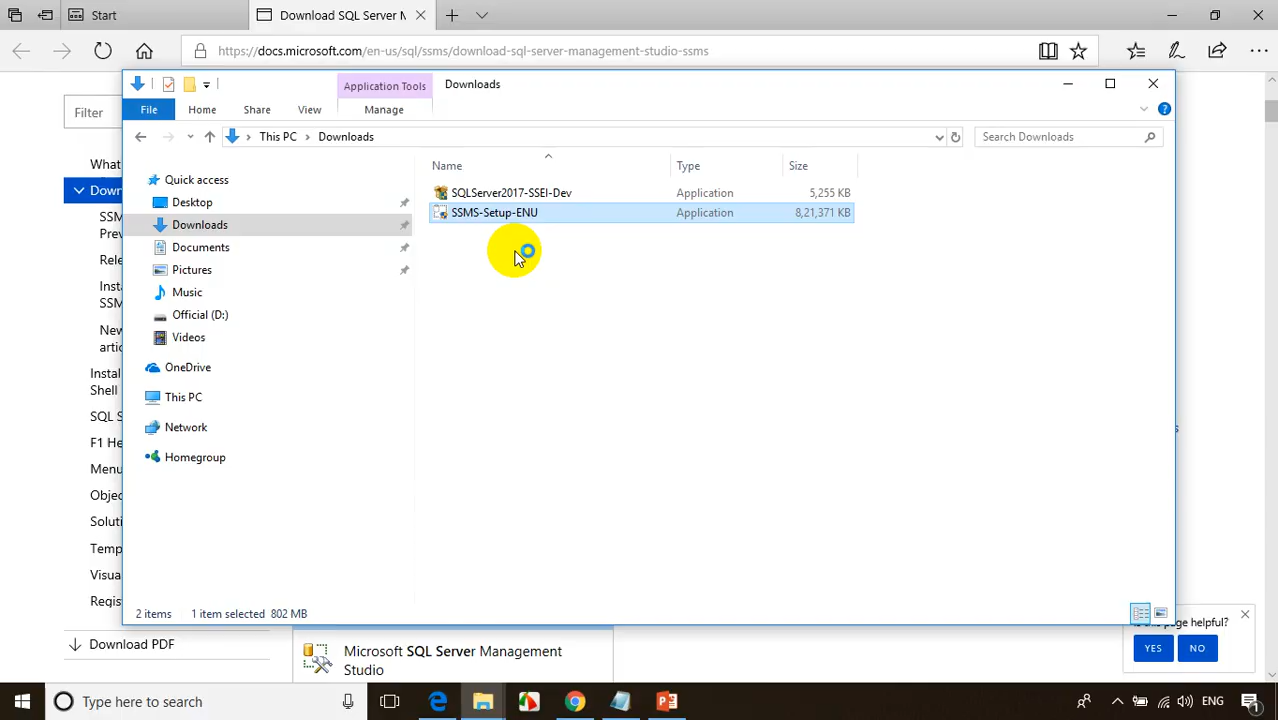 Start
Download SQL Server M
https://docs.microsoft.com/en-us/sql/ssms/download-sql-server-management-studio-ssms
Application Tools
Downloads
File
Home
Share
View
Manage
This PC
Downloads
Search Downloads
Filter
What
Down
SSM
Prev
Rele
Inst
SSM
New
artic
Instal
Shell
SQL S
F1 He
Menu
Objec
Soluti
Temp
Visua
Regis
Download PDF
Quick access
Desktop
Downloads
Documents
Pictures
Music
Official (D:)
Videos
OneDrive
This PC
Network
Homegroup
Name
Type
Size
SQLServer2017-SSEI-Dev
Application
5,255 KB
SSMS-Setup-ENU
Application
8,21,371 KB
2 items
1 item selected 802 MB
Microsoft SQL Server Management
Studio
this page helpful?
YES
NO
Type here to search
ENG